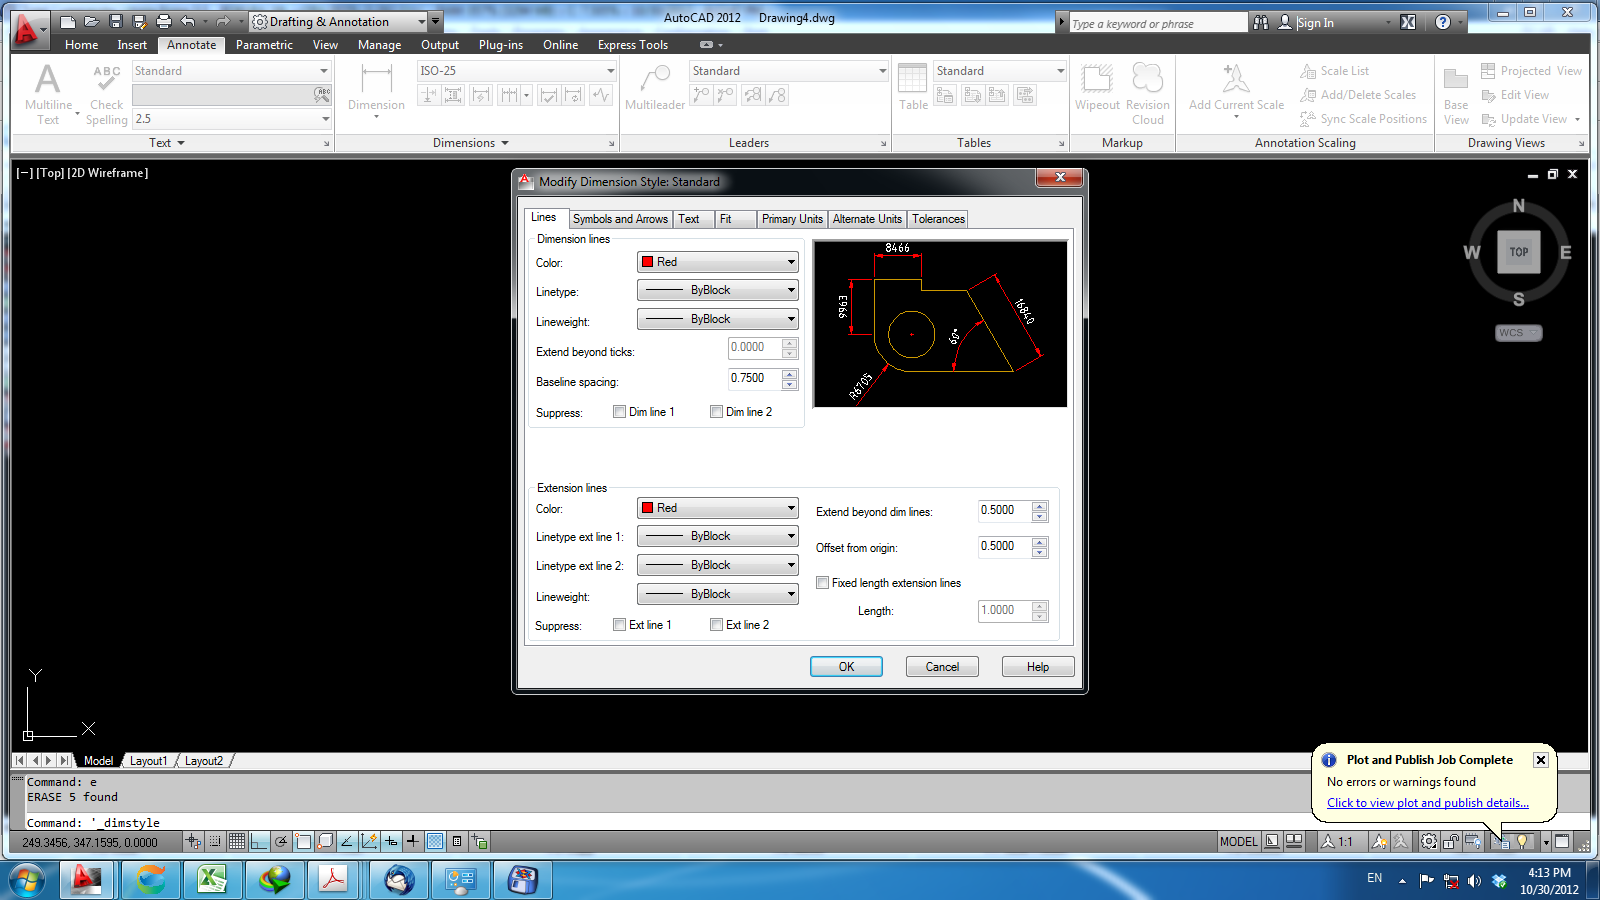 AutoCAD 2012 Drawing4.dwg
Drafting & Annotation
Type a keyword or phrase
Sign In
Home Insert Annotate Parametric View Manage Output Plug-ins Online Express Tools
A
Multiline
Text
ABC
Check
Spelling
Standard
ABC
2.5
Text
Dimension
ISO-25
Dimensions
Multileader
Standard
Leaders
Table
Standard
Tables
Wipeout
Revision
Cloud
Markup
Add Current Scale
Scale List
Add/Delete Scales
Sync Scale Positions
Annotation Scaling
Base
View
Projected View
Edit View
Update View
Drawing Views
[−] [Top] [2D Wireframe]
N
W
TOP
E
S
WCS
Modify Dimension Style: Standard
Lines Symbols and Arrows Text Fit Primary Units Alternate Units Tolerances
Dimension lines
Color: Red
Linetype: ByBlock
Lineweight: ByBlock
Extend beyond ticks: 0.0000
Baseline spacing: 0.7500
Suppress: Dim line 1 Dim line 2
8466
9963
16840
60°
R6705
Extension lines
Color: Red
Linetype ext line 1: ByBlock
Linetype ext line 2: ByBlock
Lineweight: ByBlock
Suppress: Ext line 1 Ext line 2
Extend beyond dim lines: 0.5000
Offset from origin: 0.5000
Fixed length extension lines
Length: 1.0000
OK Cancel Help
Y
X
Model Layout1 Layout2
Command: e
ERASE 5 found
Command: '_dimstyle
Plot and Publish Job Complete
No errors or warnings found
Click to view plot and publish details...
249.3456, 347.1595, 0.0000
MODEL
1:1
EN
4:13 PM
10/30/2012